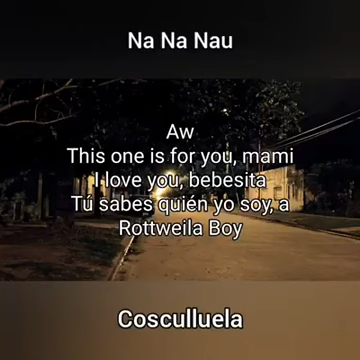 Na Na Nau
Aw
This one is for you, mami
I love you, bebesita
Tú sabes quién yo soy, a
Rottweila Boy
Cosculluela